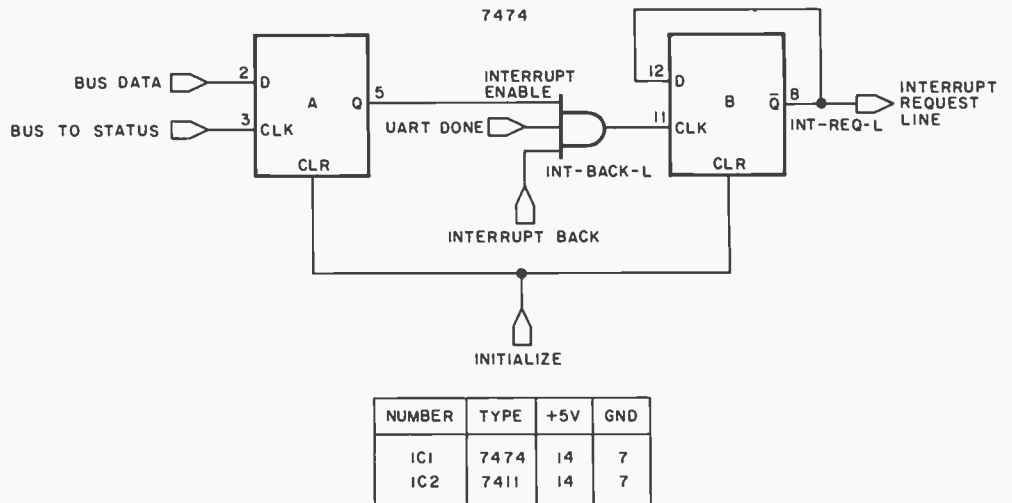 7474
BUS DATA
2
D
A
Q
5
BUS TO STATUS
3
CLK
CLR
INTERRUPT
ENABLE
UART DONE
INT-BACK-L
INTERRUPT BACK
12
D
B
Q̅
8
11
CLK
CLR
INT-REQ-L
INTERRUPT
REQUEST
LINE
INITIALIZE
NUMBER TYPE +5V GND
IC1 7474 14 7
IC2 7411 14 7